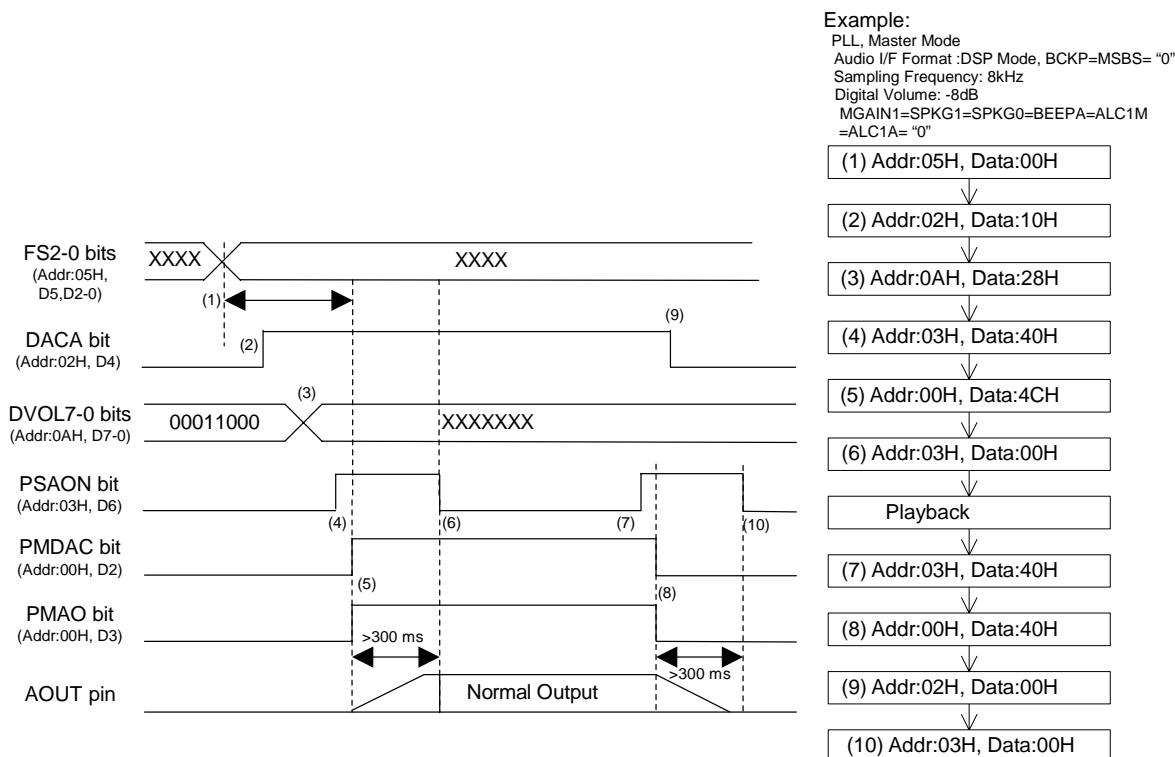 Example:
PLL, Master Mode
Audio I/F Format :DSP Mode, BCKP=MSBS= “0”
Sampling Frequency: 8kHz
Digital Volume: -8dB
MGAIN1=SPKG1=SPKG0=BEEPA=ALC1M
=ALC1A= “0”
(1) Addr:05H, Data:00H
(2) Addr:02H, Data:10H
(3) Addr:0AH, Data:28H
(4) Addr:03H, Data:40H
(5) Addr:00H, Data:4CH
(6) Addr:03H, Data:00H
Playback
(7) Addr:03H, Data:40H
(8) Addr:00H, Data:40H
(9) Addr:02H, Data:00H
(10) Addr:03H, Data:00H
FS2-0 bits
(Addr:05H,
D5,D2-0)
XXXX
XXXX
(1)
DACA bit
(Addr:02H, D4)
(2)
(9)
DVOL7-0 bits
(Addr:0AH, D7-0)
00011000
(3)
XXXXXXX
PSAON bit
(Addr:03H, D6)
(4)
(6)
(7)
(10)
PMDAC bit
(Addr:00H, D2)
(5)
(8)
PMAO bit
(Addr:00H, D3)
>300 ms
>300 ms
AOUT pin
Normal Output